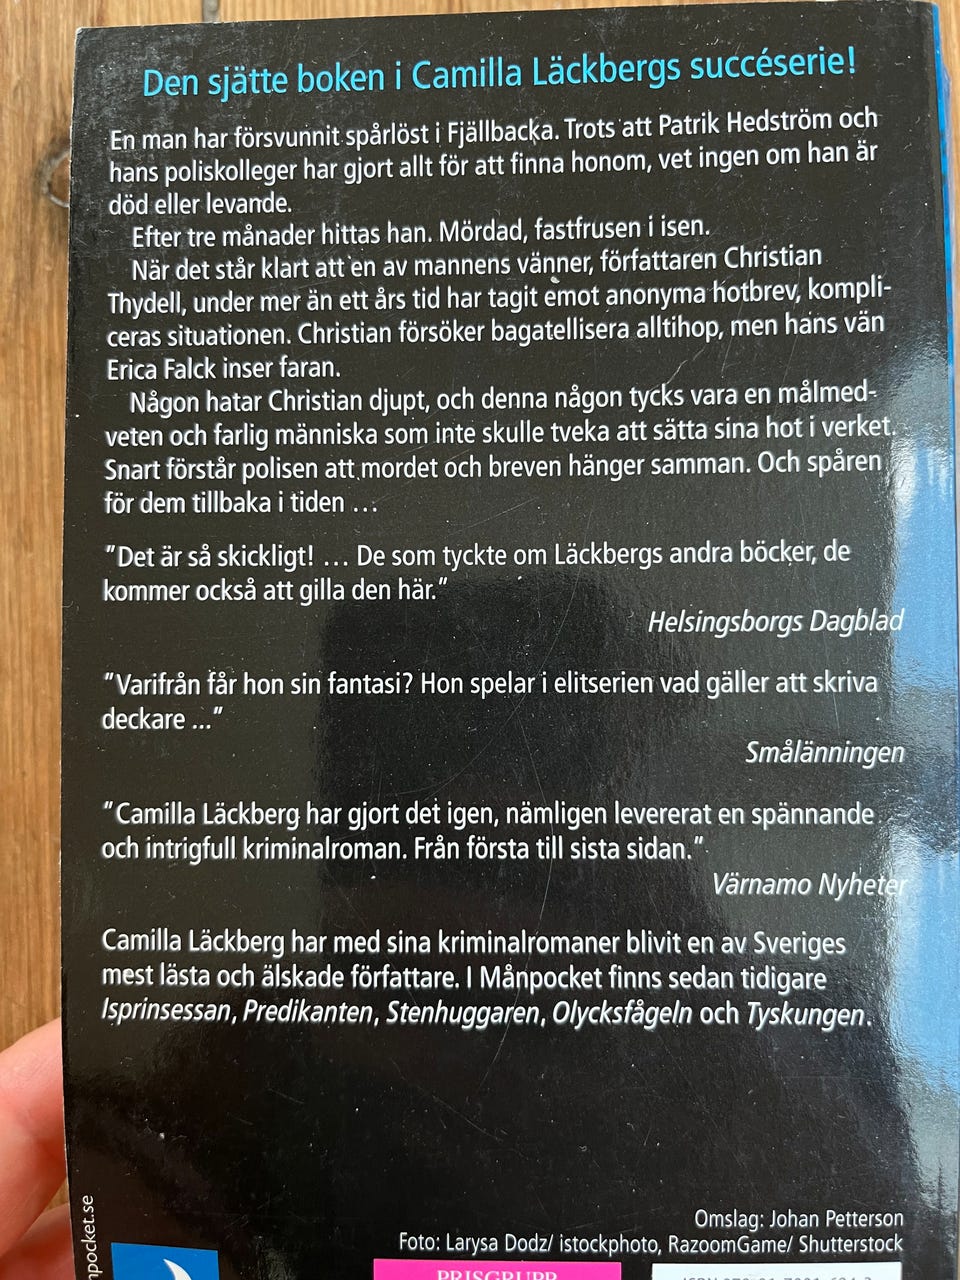 Den sjätte boken i Camilla Läckbergs succéserie!
En man har försvunnit spårlöst i Fjällbacka. Trots att Patrik Hedström och
hans poliskolleger har gjort allt för att finna honom, vet ingen om han är
död eller levande.
Efter tre månader hittas han. Mördad, fastfrusen i isen.
När det står klart att en av mannens vänner, författaren Christian
Thydell, under mer än ett års tid har tagit emot anonyma hotbrev, kompli-
ceras situationen. Christian försöker bagatellisera alltihop, men hans vän
Erica Falck inser faran.
Någon hatar Christian djupt, och denna någon tycks vara en målmed-
veten och farlig människa som inte skulle tveka att sätta sina hot i verket.
Snart förstår polisen att mordet och breven hänger samman. Och spåren
för dem tillbaka i tiden …
"Det är så skickligt! … De som tyckte om Läckbergs andra böcker, de
kommer också att gilla den här."
Helsingsborgs Dagblad
"Varifrån får hon sin fantasi? Hon spelar i elitserien vad gäller att skriva
deckare ..."
Smålänningen
"Camilla Läckberg har gjort det igen, nämligen levererat en spännande
och intrigfull kriminalroman. Från första till sista sidan."
Värnamo Nyheter
Camilla Läckberg har med sina kriminalromaner blivit en av Sveriges
mest lästa och älskade författare. I Månpocket finns sedan tidigare
Isprinsessan, Predikanten, Stenhuggaren, Olycksfågeln och Tyskungen.
Omslag: Johan Petterson
Foto: Larysa Dodz/ istockphoto, RazoomGame/ Shutterstock
npocket.se
PRISGRUPP